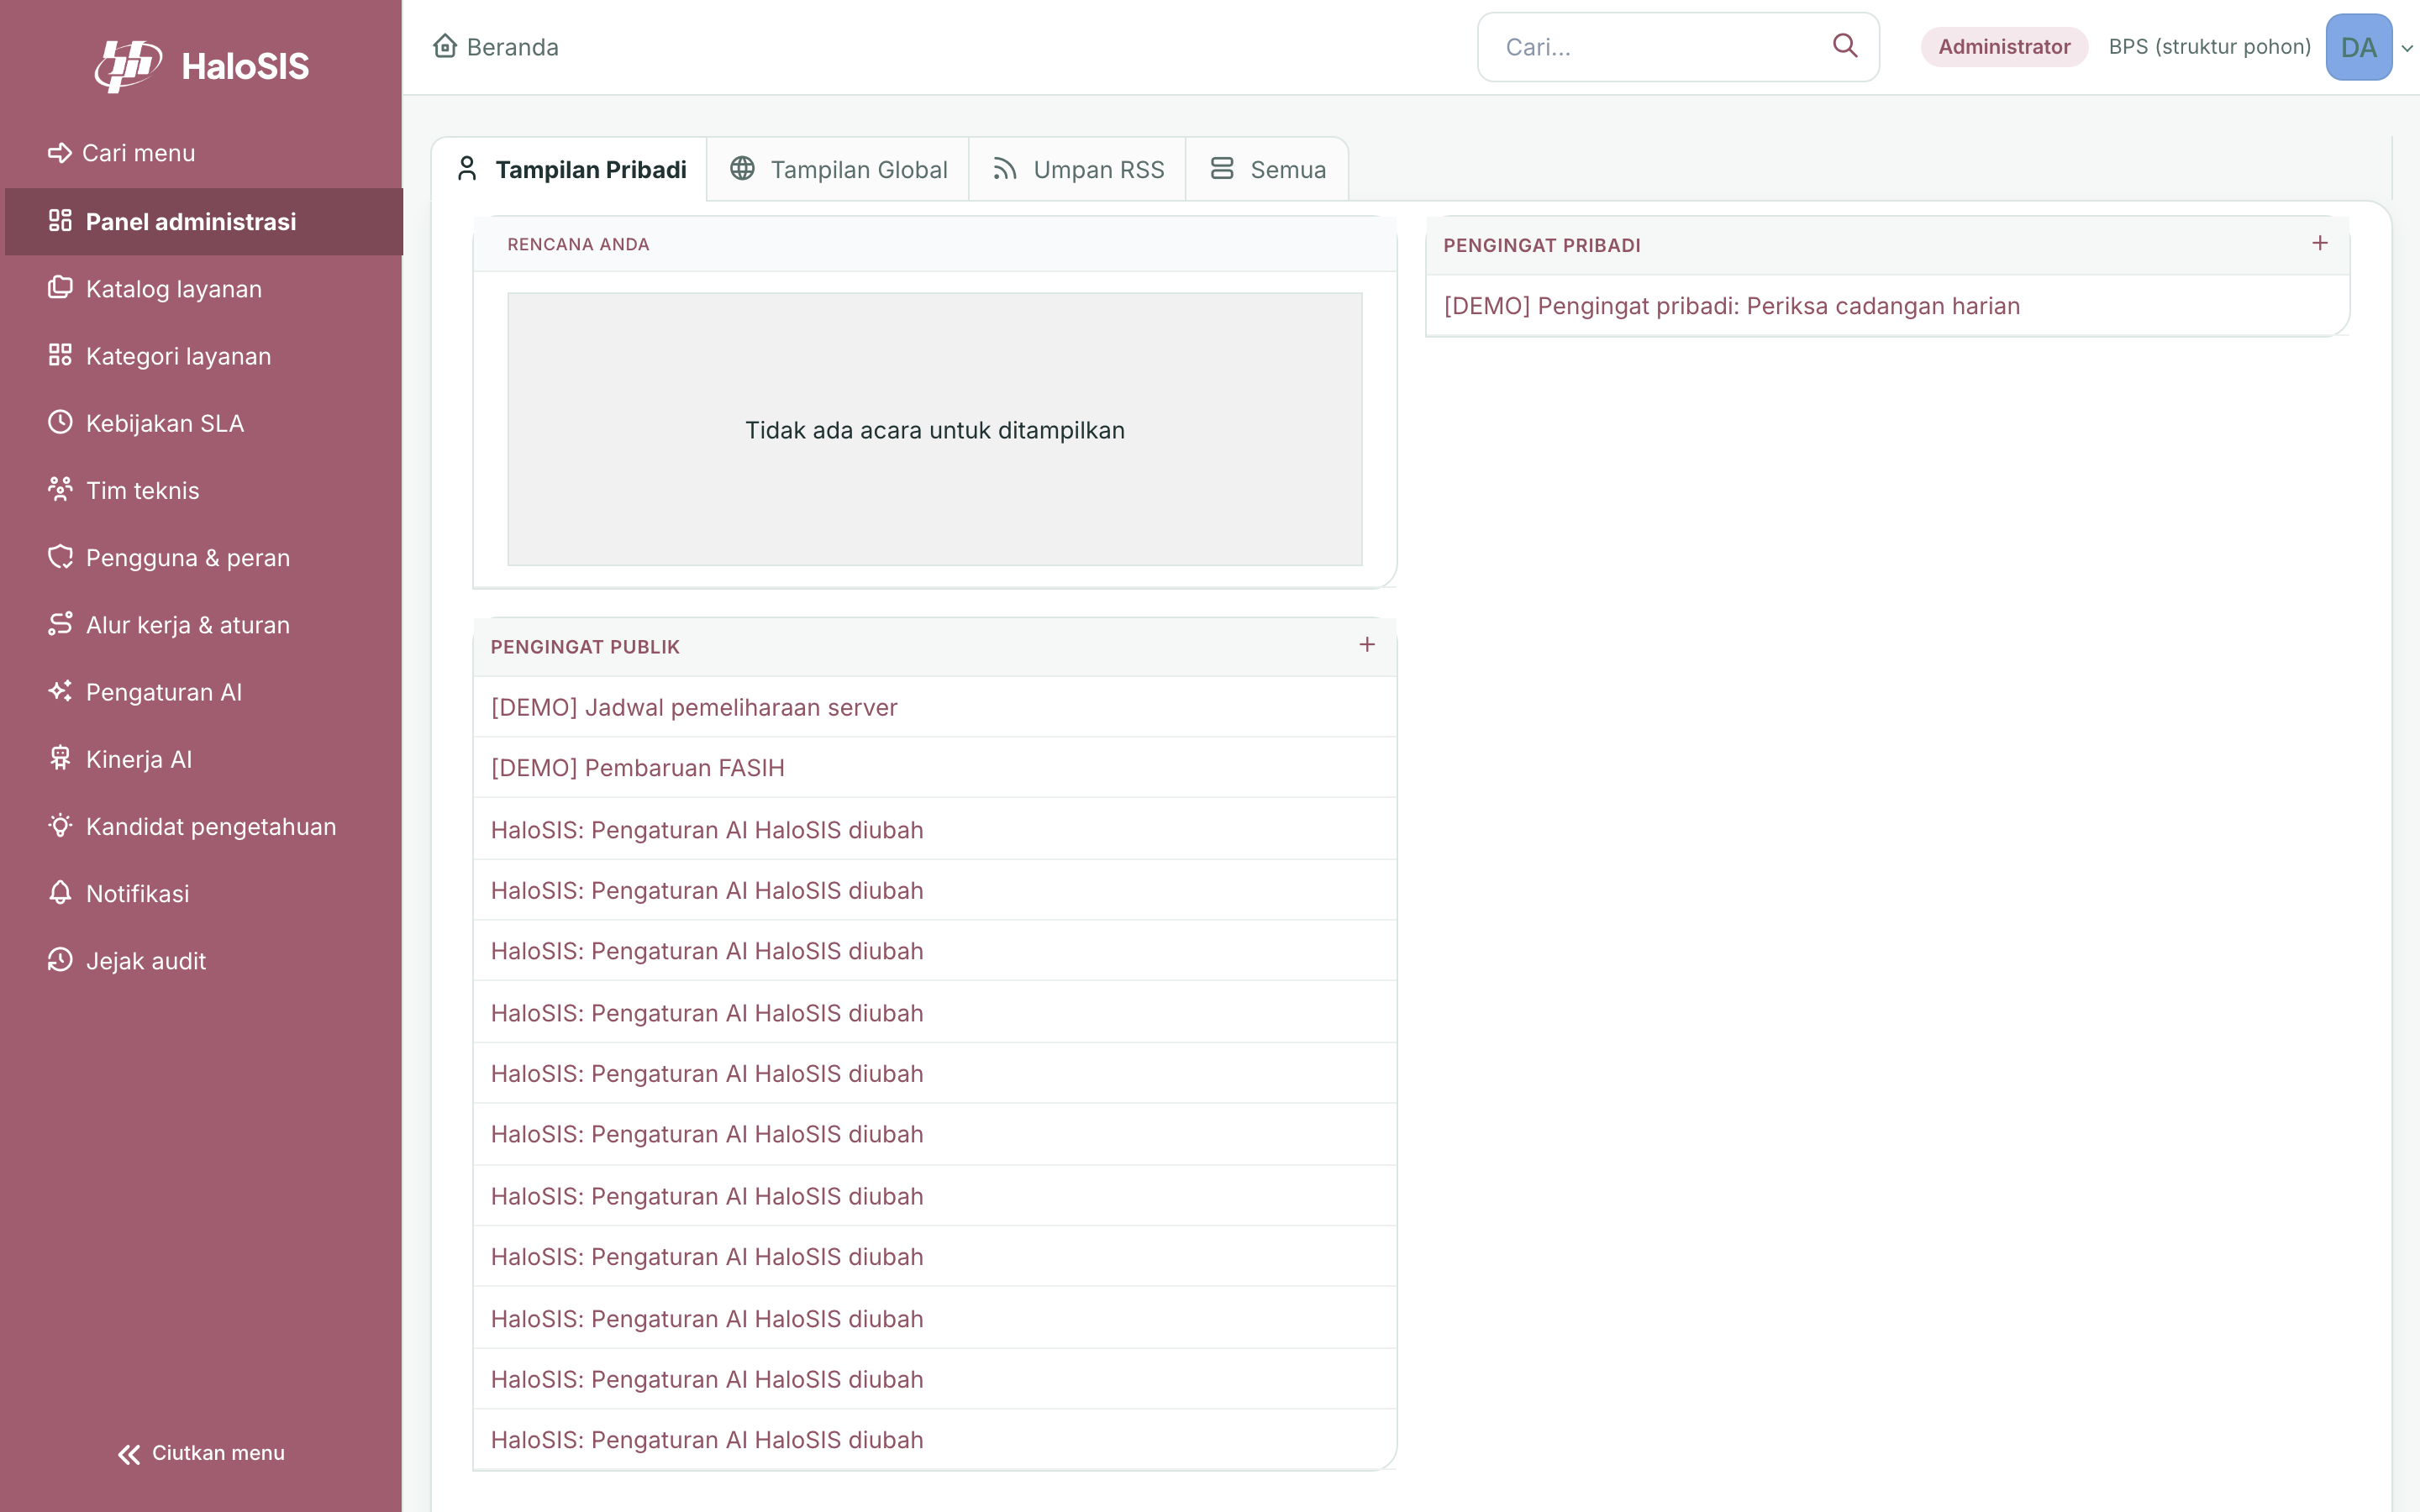 HaloSIS
Cari menu
Panel administrasi
Katalog layanan
Kategori layanan
Kebijakan SLA
Tim teknis
Pengguna & peran
Alur kerja & aturan
Pengaturan AI
Kinerja AI
Kandidat pengetahuan
Notifikasi
Jejak audit
Ciutkan menu
Beranda
Cari...
Administrator
BPS (struktur pohon)
DA
Tampilan Pribadi
Tampilan Global
Umpan RSS
Semua
RENCANA ANDA
Tidak ada acara untuk ditampilkan
PENGINGAT PUBLIK
[DEMO] Jadwal pemeliharaan server
[DEMO] Pembaruan FASIH
HaloSIS: Pengaturan AI HaloSIS diubah
HaloSIS: Pengaturan AI HaloSIS diubah
HaloSIS: Pengaturan AI HaloSIS diubah
HaloSIS: Pengaturan AI HaloSIS diubah
HaloSIS: Pengaturan AI HaloSIS diubah
HaloSIS: Pengaturan AI HaloSIS diubah
HaloSIS: Pengaturan AI HaloSIS diubah
HaloSIS: Pengaturan AI HaloSIS diubah
HaloSIS: Pengaturan AI HaloSIS diubah
HaloSIS: Pengaturan AI HaloSIS diubah
HaloSIS: Pengaturan AI HaloSIS diubah
PENGINGAT PRIBADI
[DEMO] Pengingat pribadi: Periksa cadangan harian